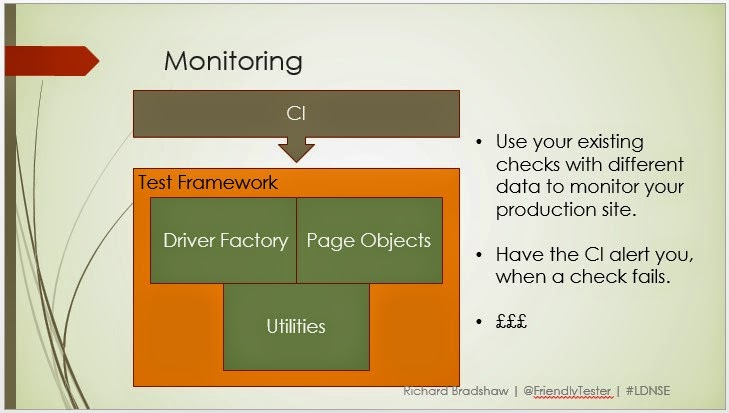 Monitoring
CI
Test Framework
Driver Factory
Page Objects
Utilities
• Use your existing
checks with different
data to monitor your
production site.
• Have the CI alert you,
when a check fails.
• £££
Richard Bradshaw | @FriendlyTester | #LDNSE